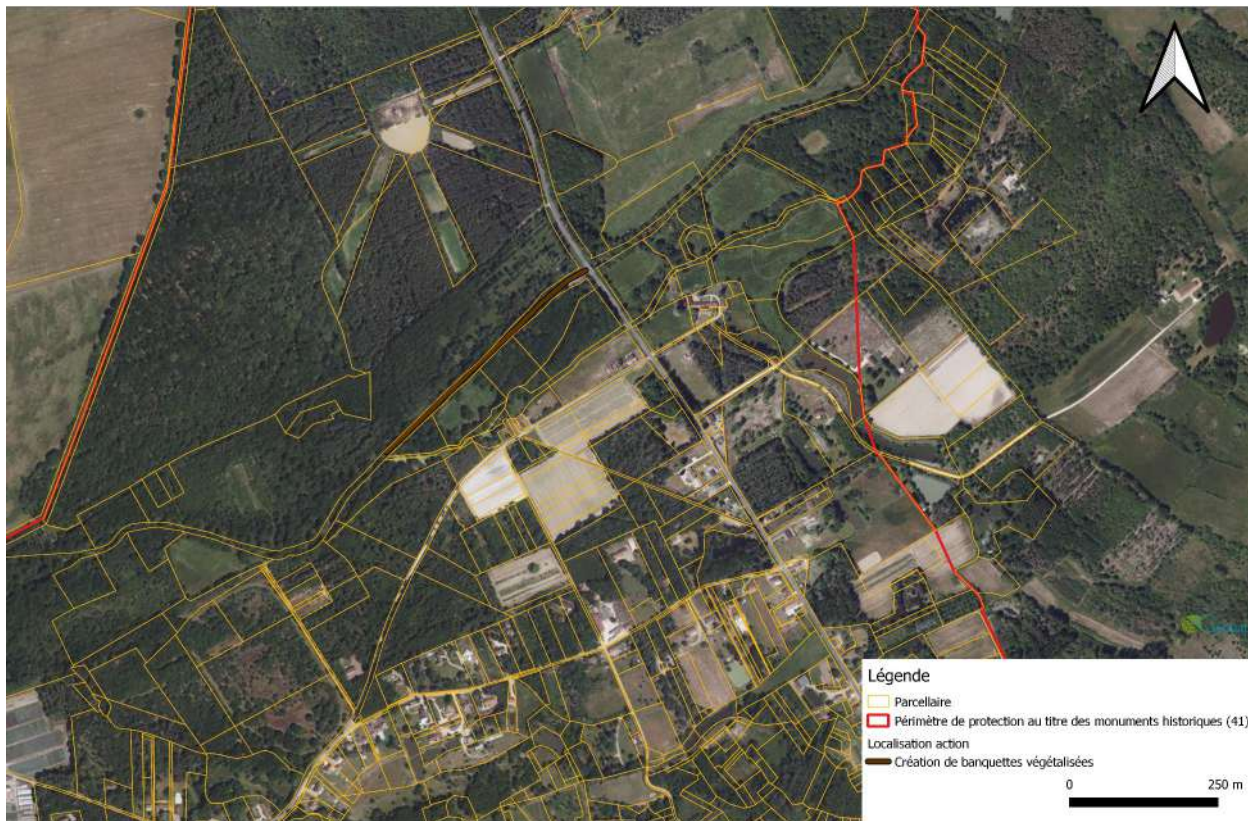 Légende
Parcellaire
Périmètre de protection au titre des monuments historiques (41)
Localisation action
Création de banquettes végétalisées
0 250 m